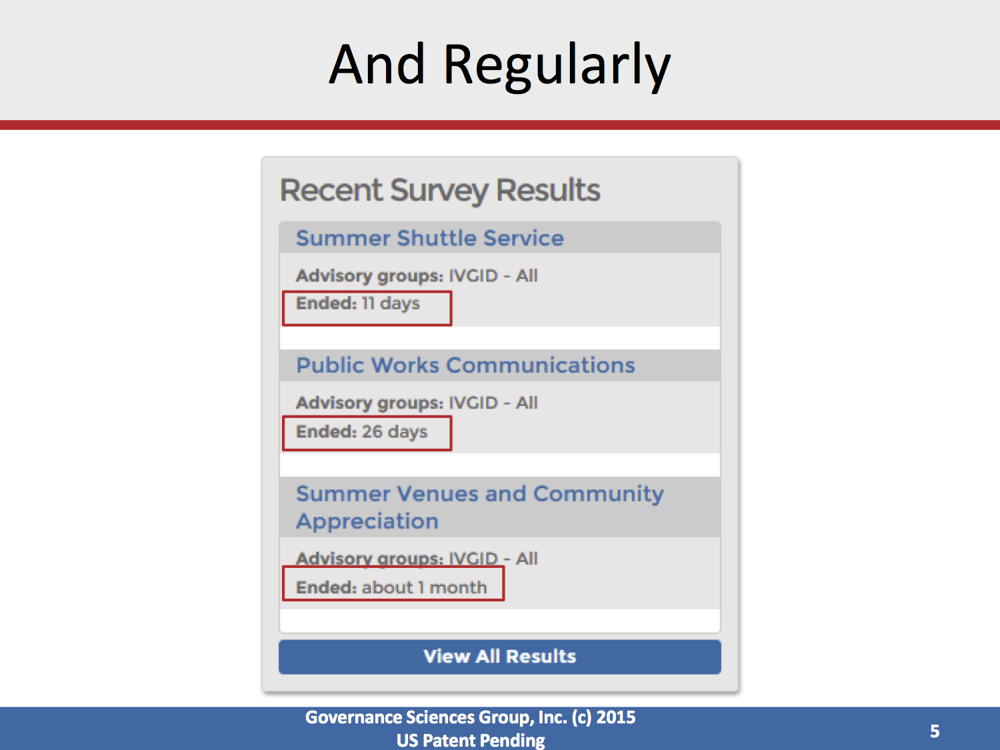 And Regularly
Recent Survey Results
Summer Shuttle Service
Advisory groups: IVGID - All
Ended: 11 days
Public Works Communications
Advisory groups: IVGID - All
Ended: 26 days
Summer Venues and Community
Appreciation
Advisory groups: IVGID - All
Ended: about 1 month
View All Results
Governance Sciences Group, Inc. (c) 2015
US Patent Pending
5